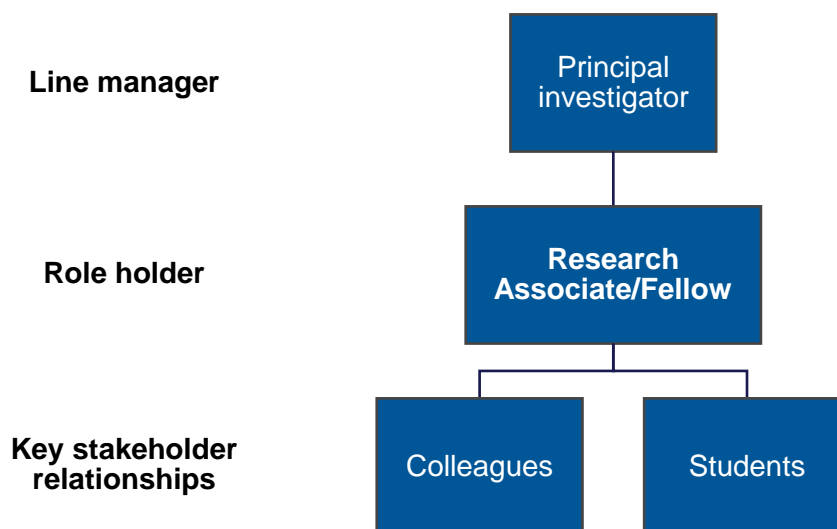 Line manager
Principal
investigator
Role holder
Research
Associate/Fellow
Key stakeholder
relationships
Colleagues
Students